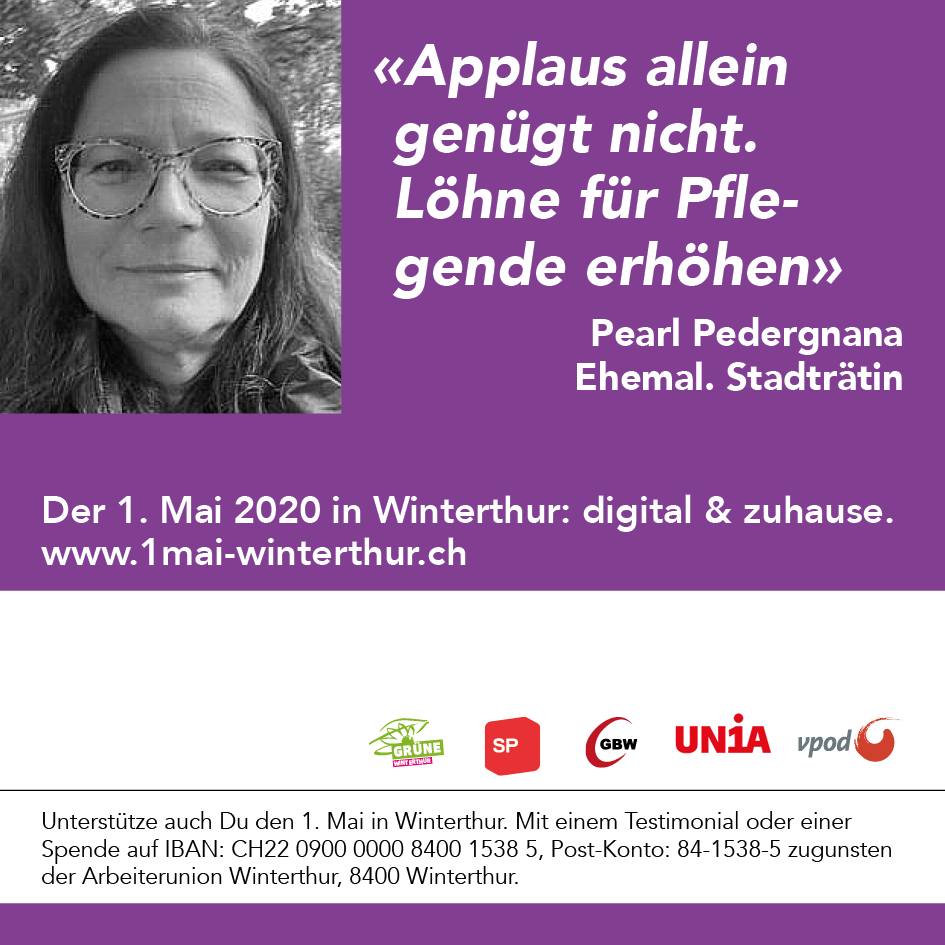 «Applaus allein
genügt nicht.
Löhne für Pfle-
gende erhöhen»
Pearl Pedergnana
Ehemal. Stadträtin
Der 1. Mai 2020 in Winterthur: digital & zuhause.
www.1mai-winterthur.ch
GRÜNE
WINTERTHUR
SP
GBW
UNiA
vpod
Unterstütze auch Du den 1. Mai in Winterthur. Mit einem Testimonial oder einer
Spende auf IBAN: CH22 0900 0000 8400 1538 5, Post-Konto: 84-1538-5 zugunsten
der Arbeiterunion Winterthur, 8400 Winterthur.